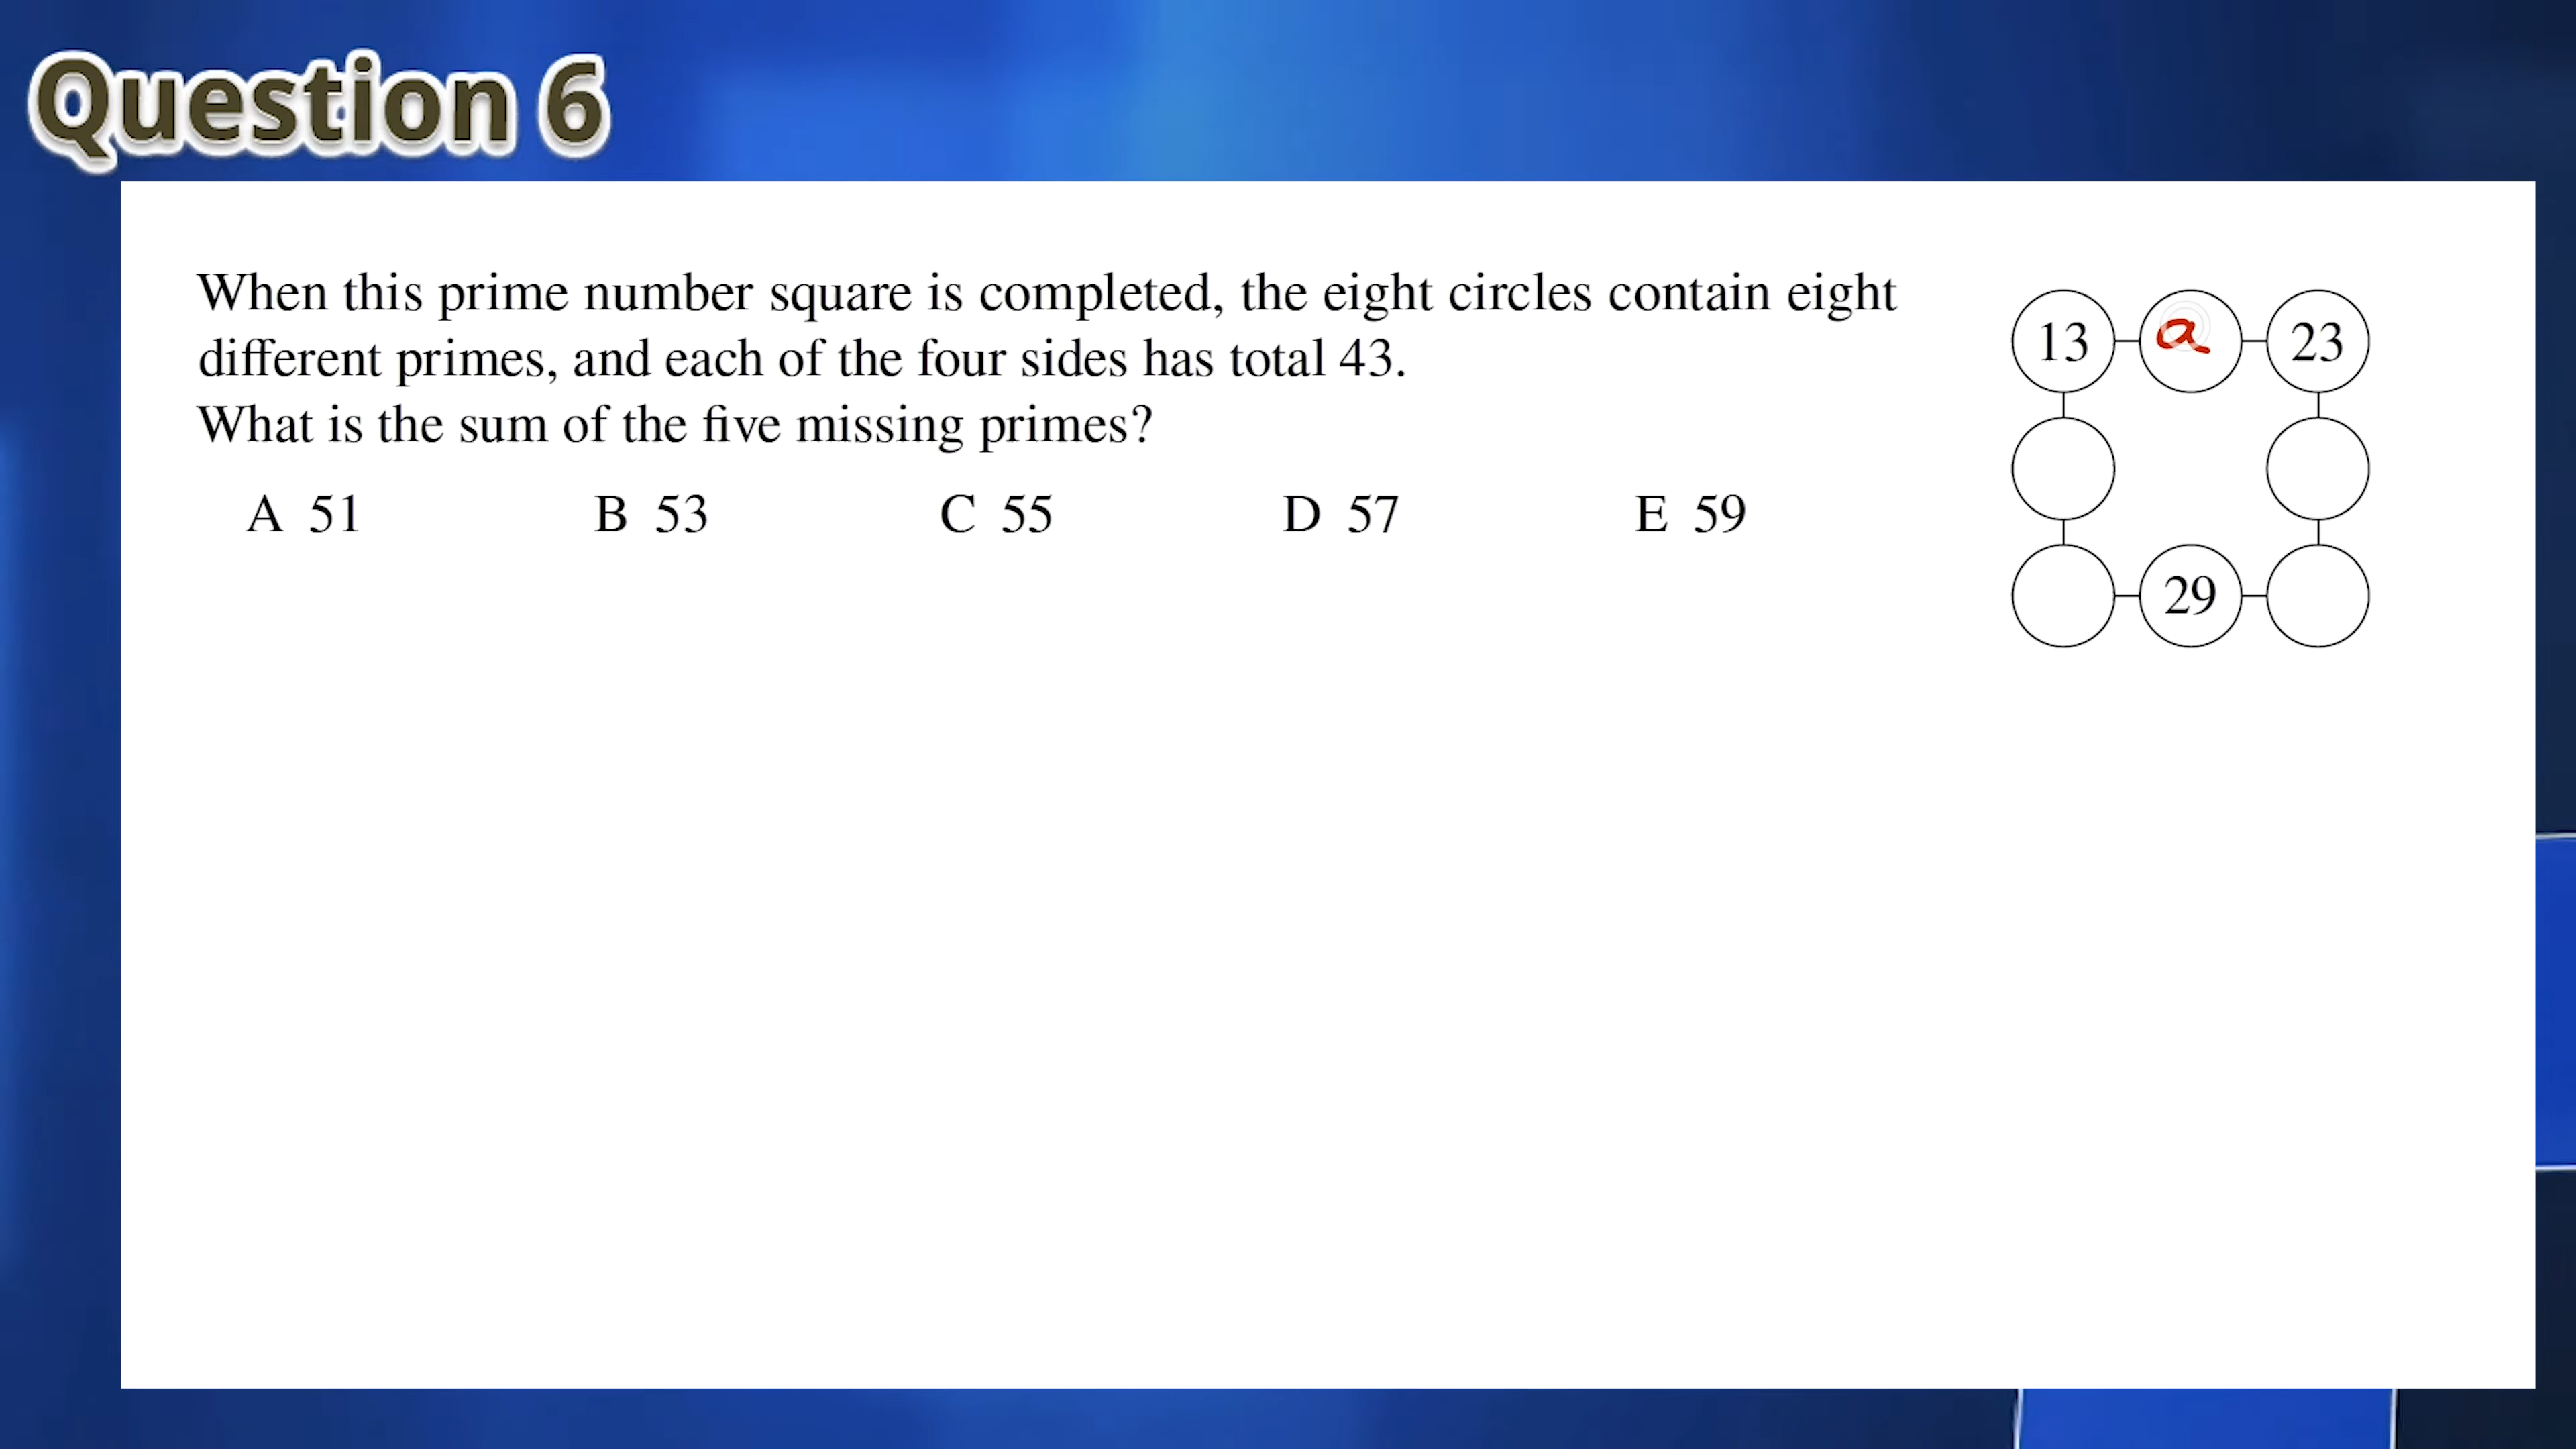 Question 6
When this prime number square is completed, the eight circles contain eight
different primes, and each of the four sides has total 43.
What is the sum of the five missing primes?
A 51 B 53 C 55 D 57 E 59
13 a 23
29